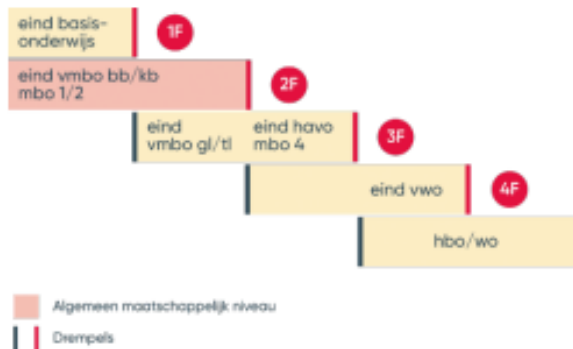 eind basis-
onderwijs
1F
eind vmbo bb/kb
mbo 1/2
2F
eind
vmbo gl/tl
eind havo
mbo 4
3F
eind vwo
4F
hbo/wo
Algemeen maatschappelijk niveau
Drempels